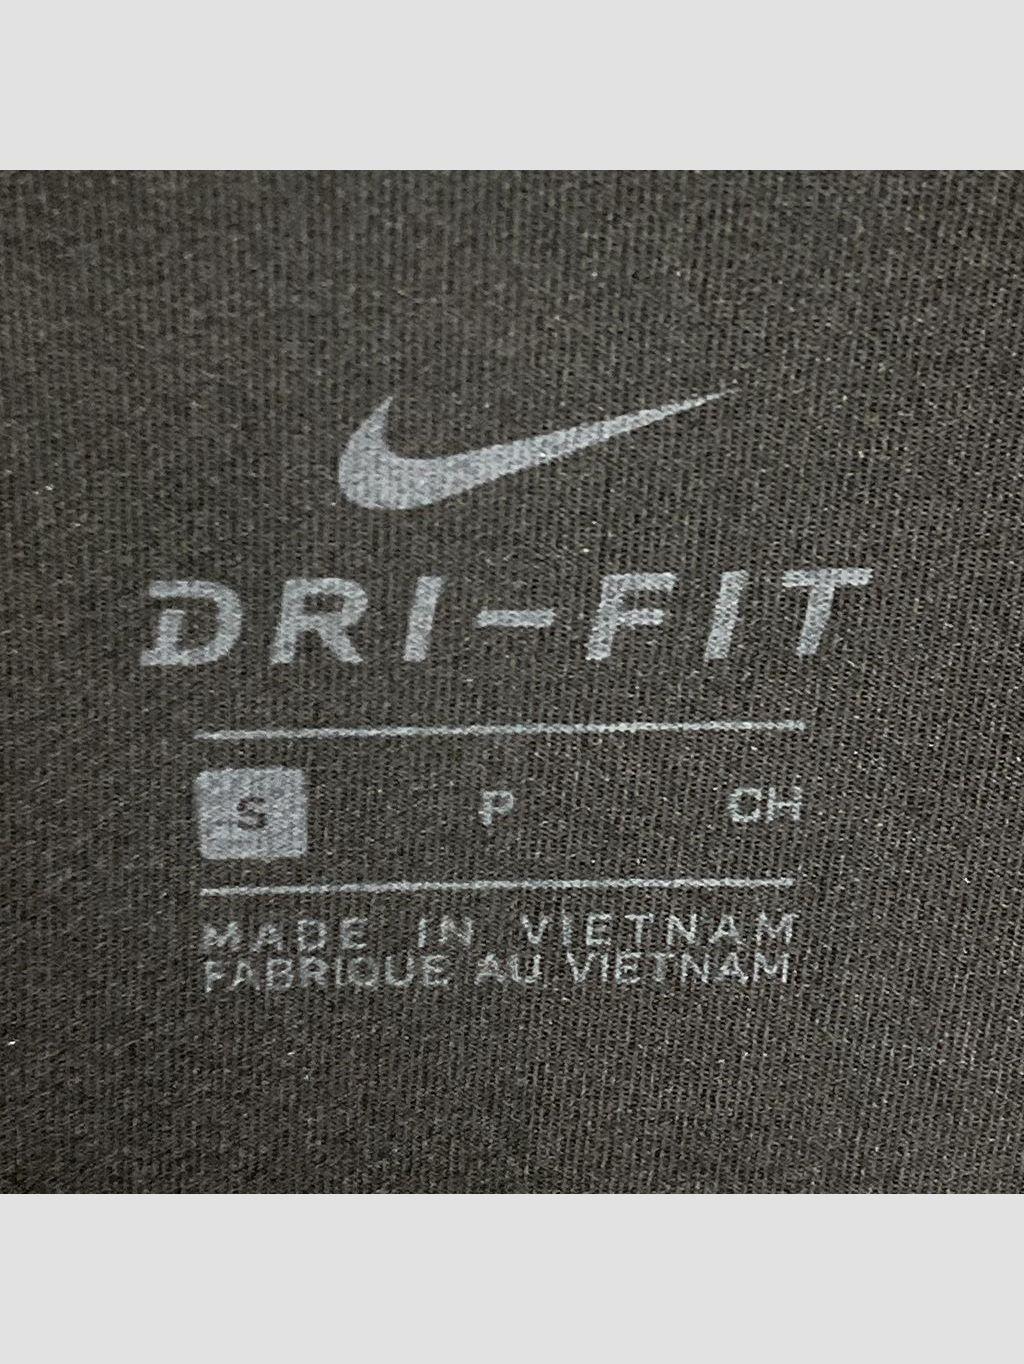 DRI-FIT
S P CH
MADE IN VIETNAM
FABRIQUE AU VIETNAM